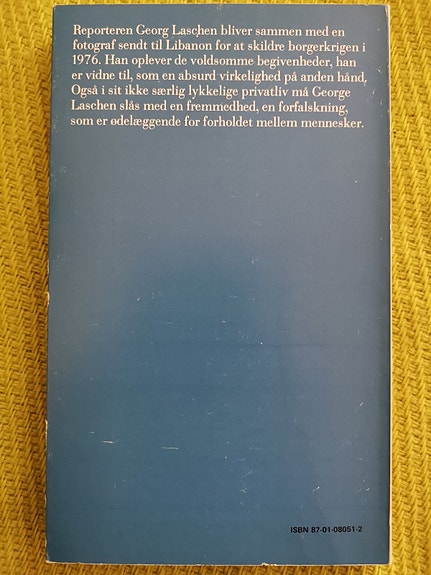 Reporteren Georg Laschen bliver sammen med en
fotograf sendt til Libanon for at skildre borgerkrigen i
1976. Han oplever de voldsomme begivenheder, han
er vidne til, som en absurd virkelighed på anden hånd,
Også i sit ikke særlig lykkelige privatliv må George
Laschen slås med en fremmedhed, en forfalskning,
som er ødelæggende for forholdet mellem mennesker.
ISBN 87-01-08051-2